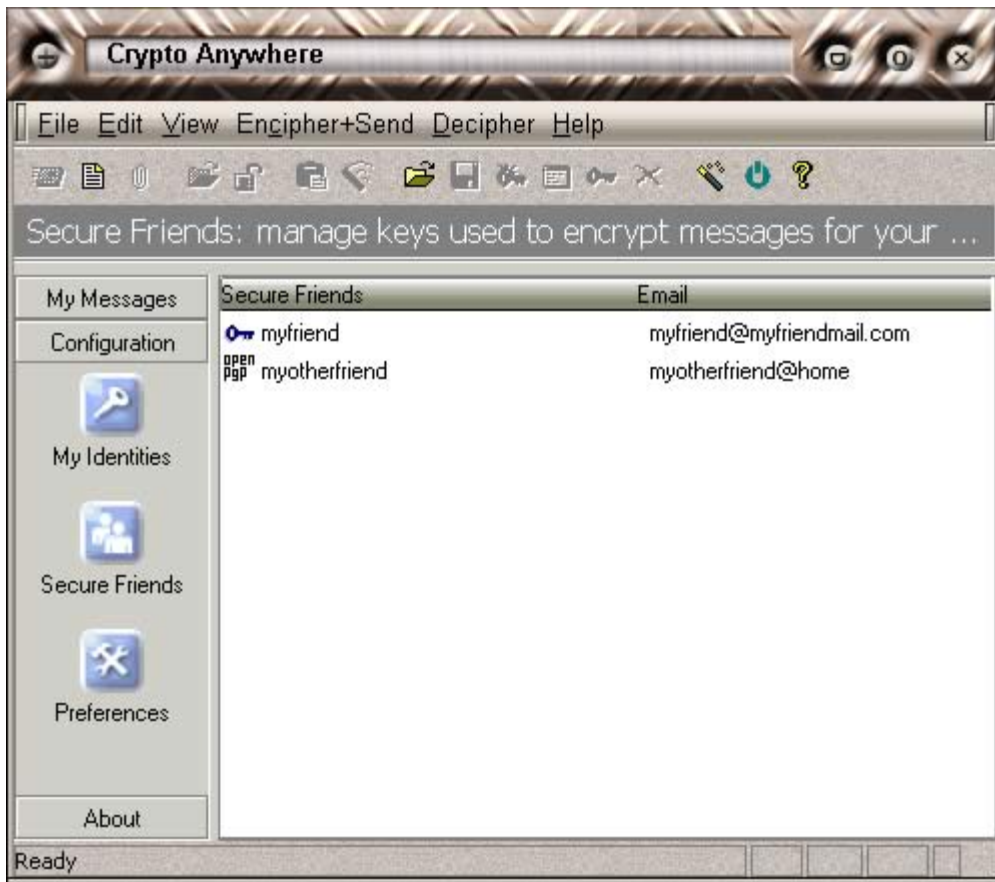 Crypto Anywhere
File Edit View Encipher+Send Decipher Help
Secure Friends: manage keys used to encrypt messages for your ...
My Messages
Configuration
My Identities
Secure Friends
Preferences
About
Secure Friends Email
myfriend myfriend@myfriendmail.com
open pgp myotherfriend myotherfriend@home
Ready